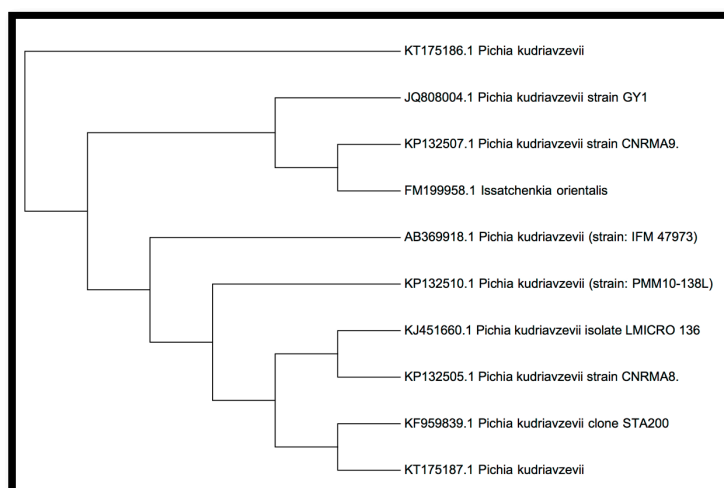 KT175186.1 Pichia kudriavzevii
JQ808004.1 Pichia kudriavzevii strain GY1
KP132507.1 Pichia kudriavzevii strain CNRMA9.
FM199958.1 Issatchenkia orientalis
AB369918.1 Pichia kudriavzevii (strain: IFM 47973)
KP132510.1 Pichia kudriavzevii (strain: PMM10-138L)
KJ451660.1 Pichia kudriavzevii isolate LMICRO 136
KP132505.1 Pichia kudriavzevii strain CNRMA8.
KF959839.1 Pichia kudriavzevii clone STA200
KT175187.1 Pichia kudriavzevii